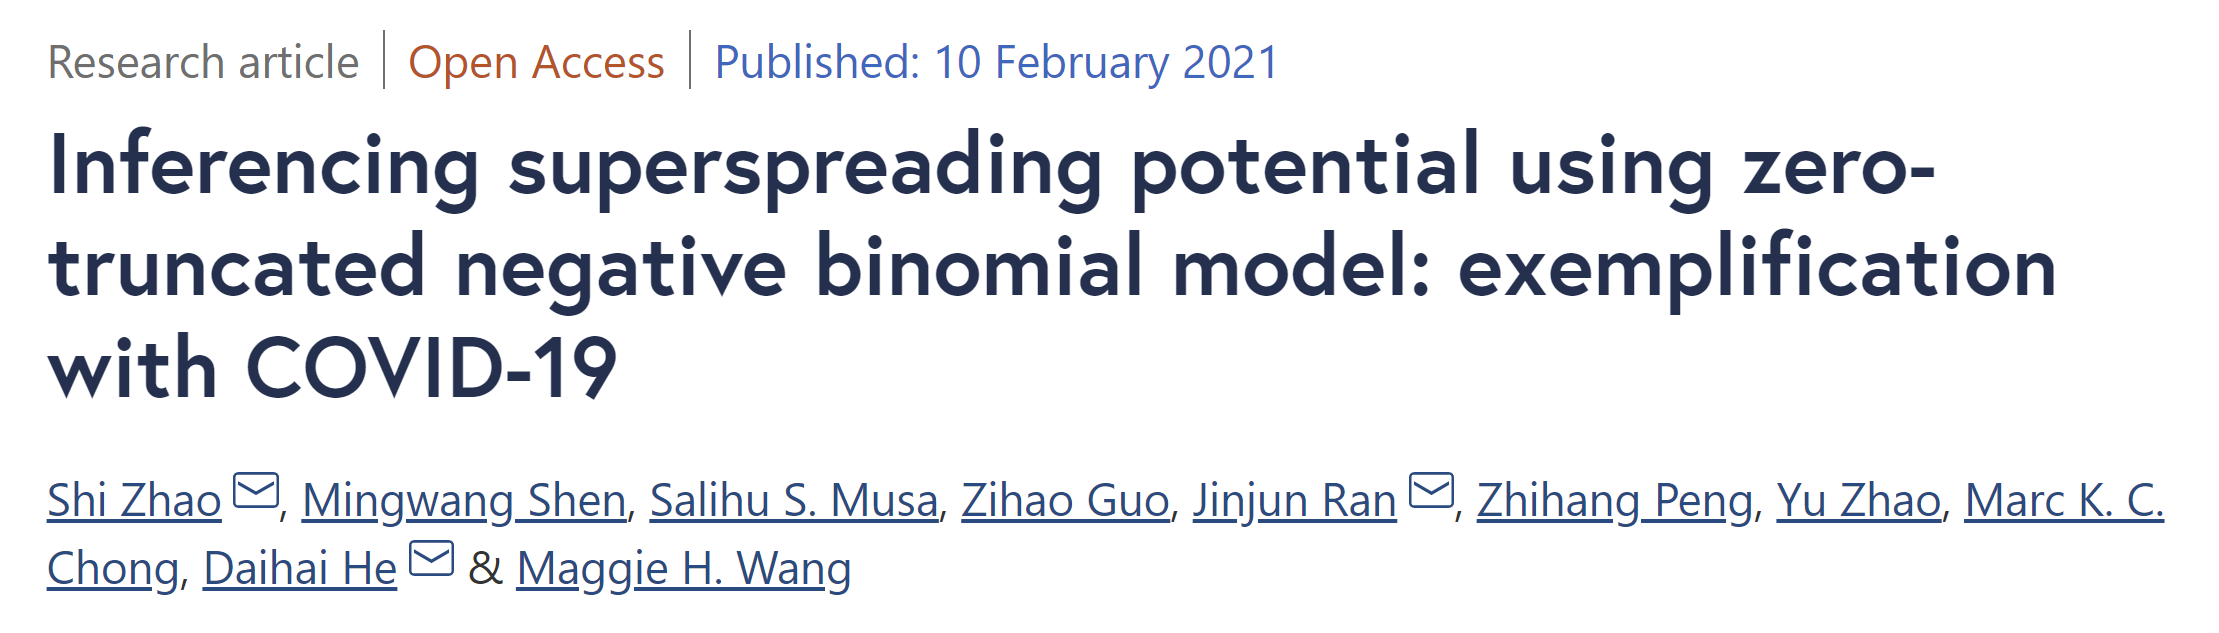 Research article | Open Access | Published: 10 February 2021
Inferencing superspreading potential using zero-
truncated negative binomial model: exemplification
with COVID-19
Shi Zhao, Mingwang Shen, Salihu S. Musa, Zihao Guo, Jinjun Ran, Zhihang Peng, Yu Zhao, Marc K. C.
Chong, Daihai He & Maggie H. Wang